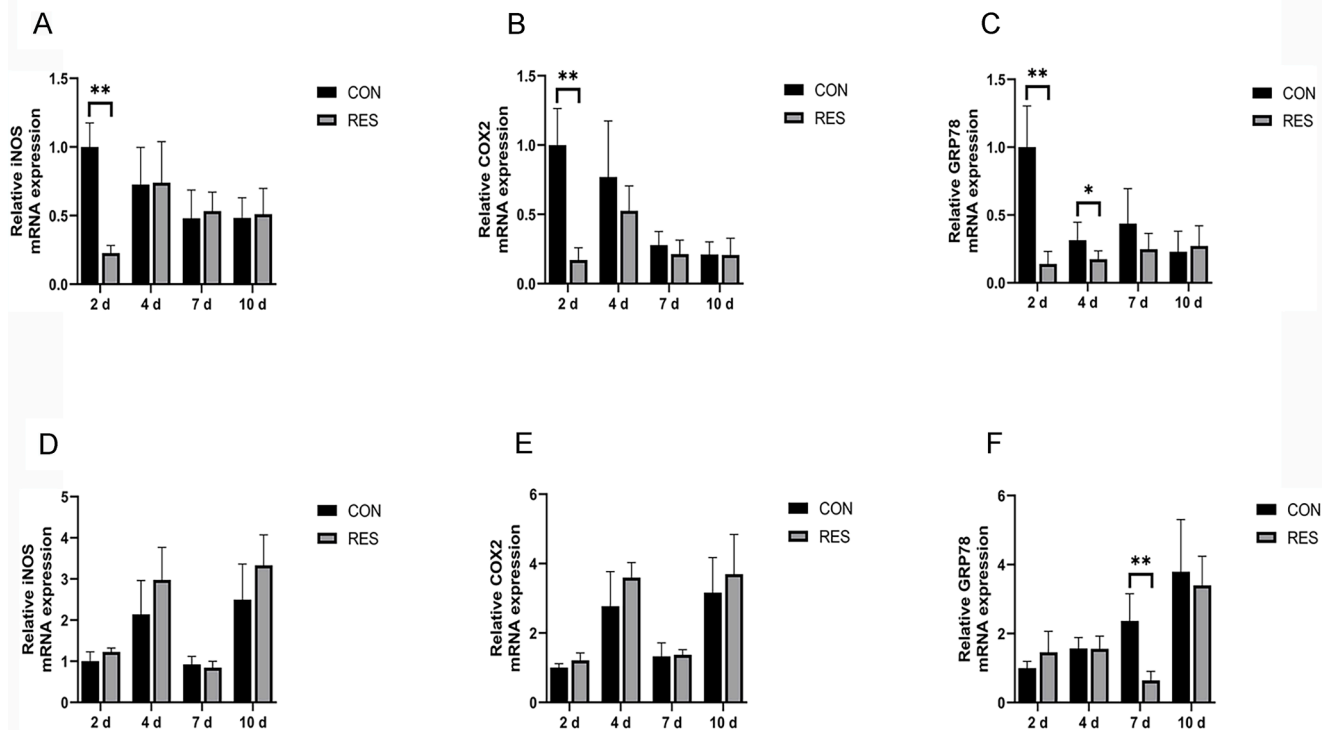 A
Relative iNOS
mRNA expression
1.5
1.0
0.5
0.0
**
2 d 4 d 7 d 10 d
CON
RES
B
Relative COX2
mRNA expression
1.5
1.0
0.5
0.0
**
2 d 4 d 7 d 10 d
CON
RES
C
Relative GRP78
mRNA expression
1.5
1.0
0.5
0.0
**
*
2 d 4 d 7 d 10 d
CON
RES
D
Relative iNOS
mRNA expression
5
4
3
2
1
0
2 d 4 d 7 d 10 d
CON
RES
E
Relative COX2
mRNA expression
6
4
2
0
2 d 4 d 7 d 10 d
CON
RES
F
Relative GRP78
mRNA expression
6
4
2
0
**
2 d 4 d 7 d 10 d
CON
RES